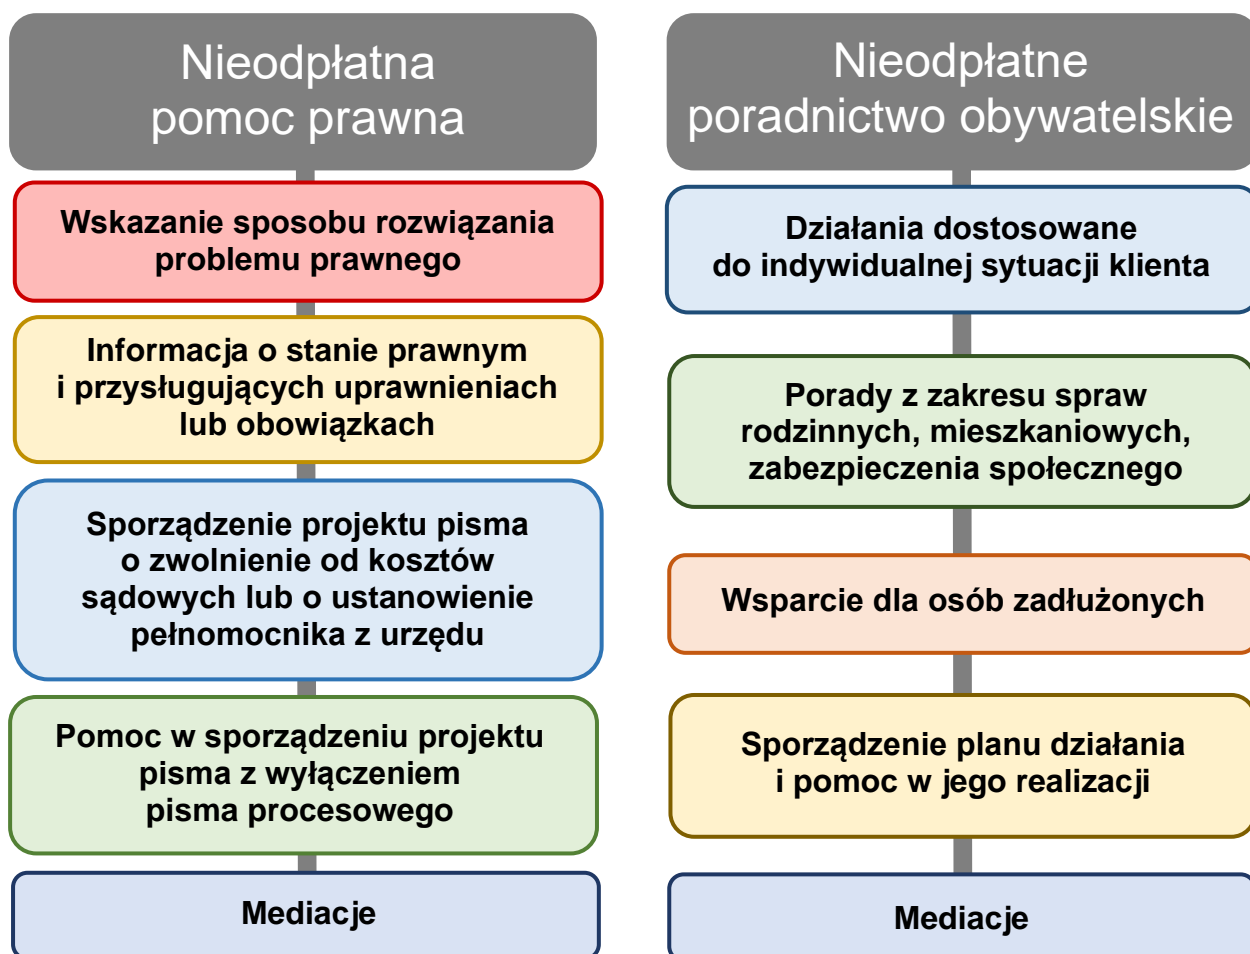 Nieodpłatna
pomoc prawna
Wskazanie sposobu rozwiązania
problemu prawnego
Informacja o stanie prawnym
i przysługujących uprawnieniach
lub obowiązkach
Sporządzenie projektu pisma
o zwolnienie od kosztów
sądowych lub o ustanowienie
pełnomocnika z urzędu
Pomoc w sporządzeniu projektu
pisma z wyłączeniem
pisma procesowego
Mediacje
Nieodpłatne
poradnictwo obywatelskie
Działania dostosowane
do indywidualnej sytuacji klienta
Porady z zakresu spraw
rodzinnych, mieszkaniowych,
zabezpieczenia społecznego
Wsparcie dla osób zadłużonych
Sporządzenie planu działania
i pomoc w jego realizacji
Mediacje